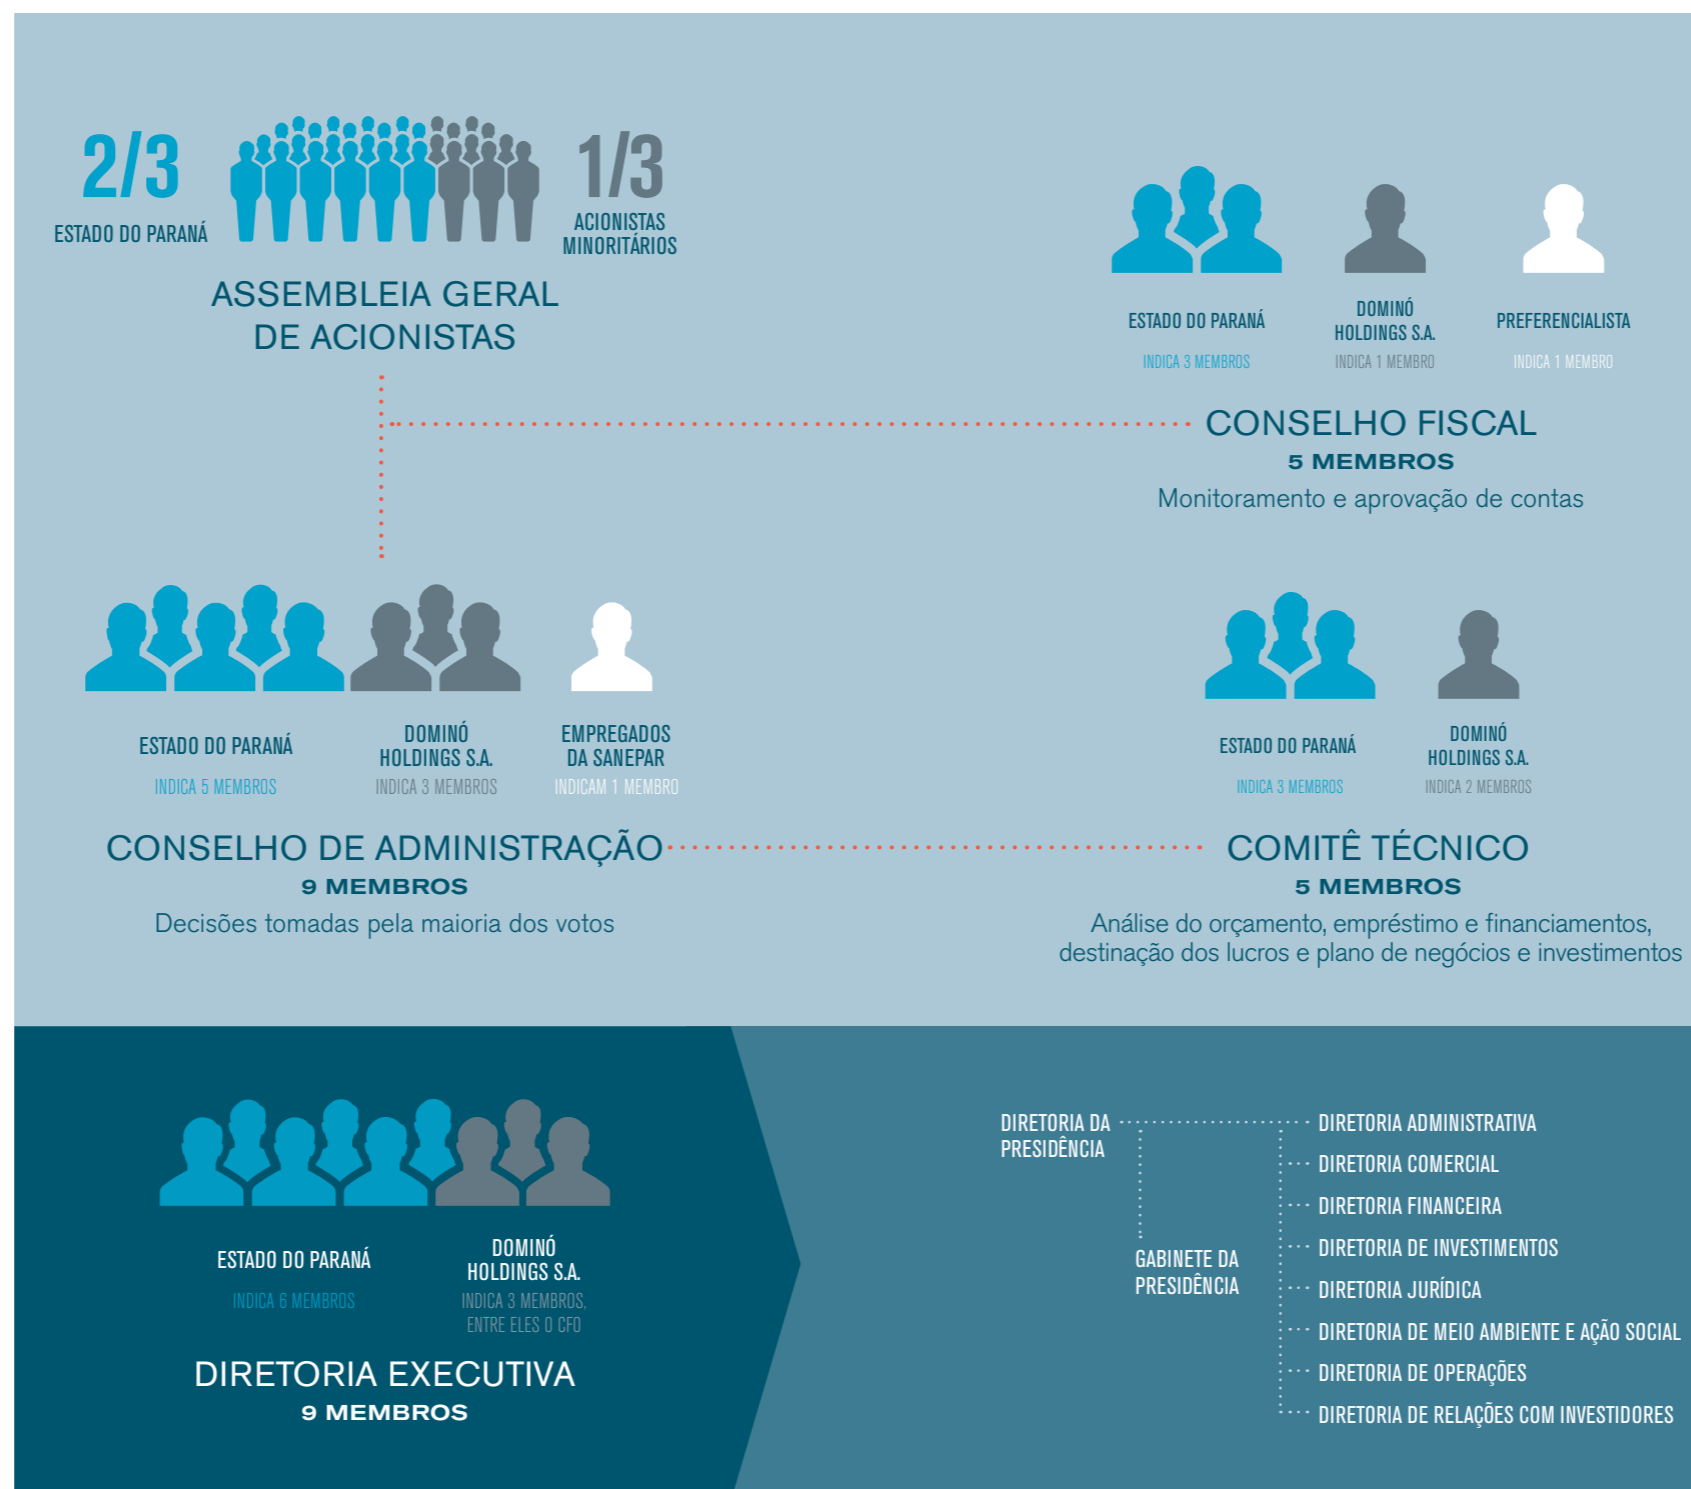 2/3
ESTADO DO PARANÁ
1/3
ACIONISTAS
MINORITÁRIOS
ASSEMBLEIA GERAL
DE ACIONISTAS
ESTADO DO PARANÁ
INDICA 3 MEMBROS
DOMINÓ
HOLDINGS S.A.
INDICA 1 MEMBRO
PREFERENCIALISTA
INDICA 1 MEMBRO
CONSELHO FISCAL
5 MEMBROS
Monitoramento e aprovação de contas
ESTADO DO PARANÁ
INDICA 5 MEMBROS
DOMINÓ
HOLDINGS S.A.
INDICA 3 MEMBROS
EMPREGADOS
DA SANEPAR
INDICAM 1 MEMBRO
CONSELHO DE ADMINISTRAÇÃO
9 MEMBROS
Decisões tomadas pela maioria dos votos
ESTADO DO PARANÁ
INDICA 3 MEMBROS
DOMINÓ
HOLDINGS S.A.
INDICA 2 MEMBROS
COMITÊ TÉCNICO
5 MEMBROS
Análise do orçamento, empréstimo e financiamentos,
destinação dos lucros e plano de negócios e investimentos
ESTADO DO PARANÁ
INDICA 6 MEMBROS
DOMINÓ
HOLDINGS S.A.
INDICA 3 MEMBROS,
ENTRE ELES O CFO
DIRETORIA EXECUTIVA
9 MEMBROS
DIRETORIA DA
PRESIDÊNCIA
GABINETE DA
PRESIDÊNCIA
DIRETORIA ADMINISTRATIVA
DIRETORIA COMERCIAL
DIRETORIA FINANCEIRA
DIRETORIA DE INVESTIMENTOS
DIRETORIA JURÍDICA
DIRETORIA DE MEIO AMBIENTE E AÇÃO SOCIAL
DIRETORIA DE OPERAÇÕES
DIRETORIA DE RELAÇÕES COM INVESTIDORES